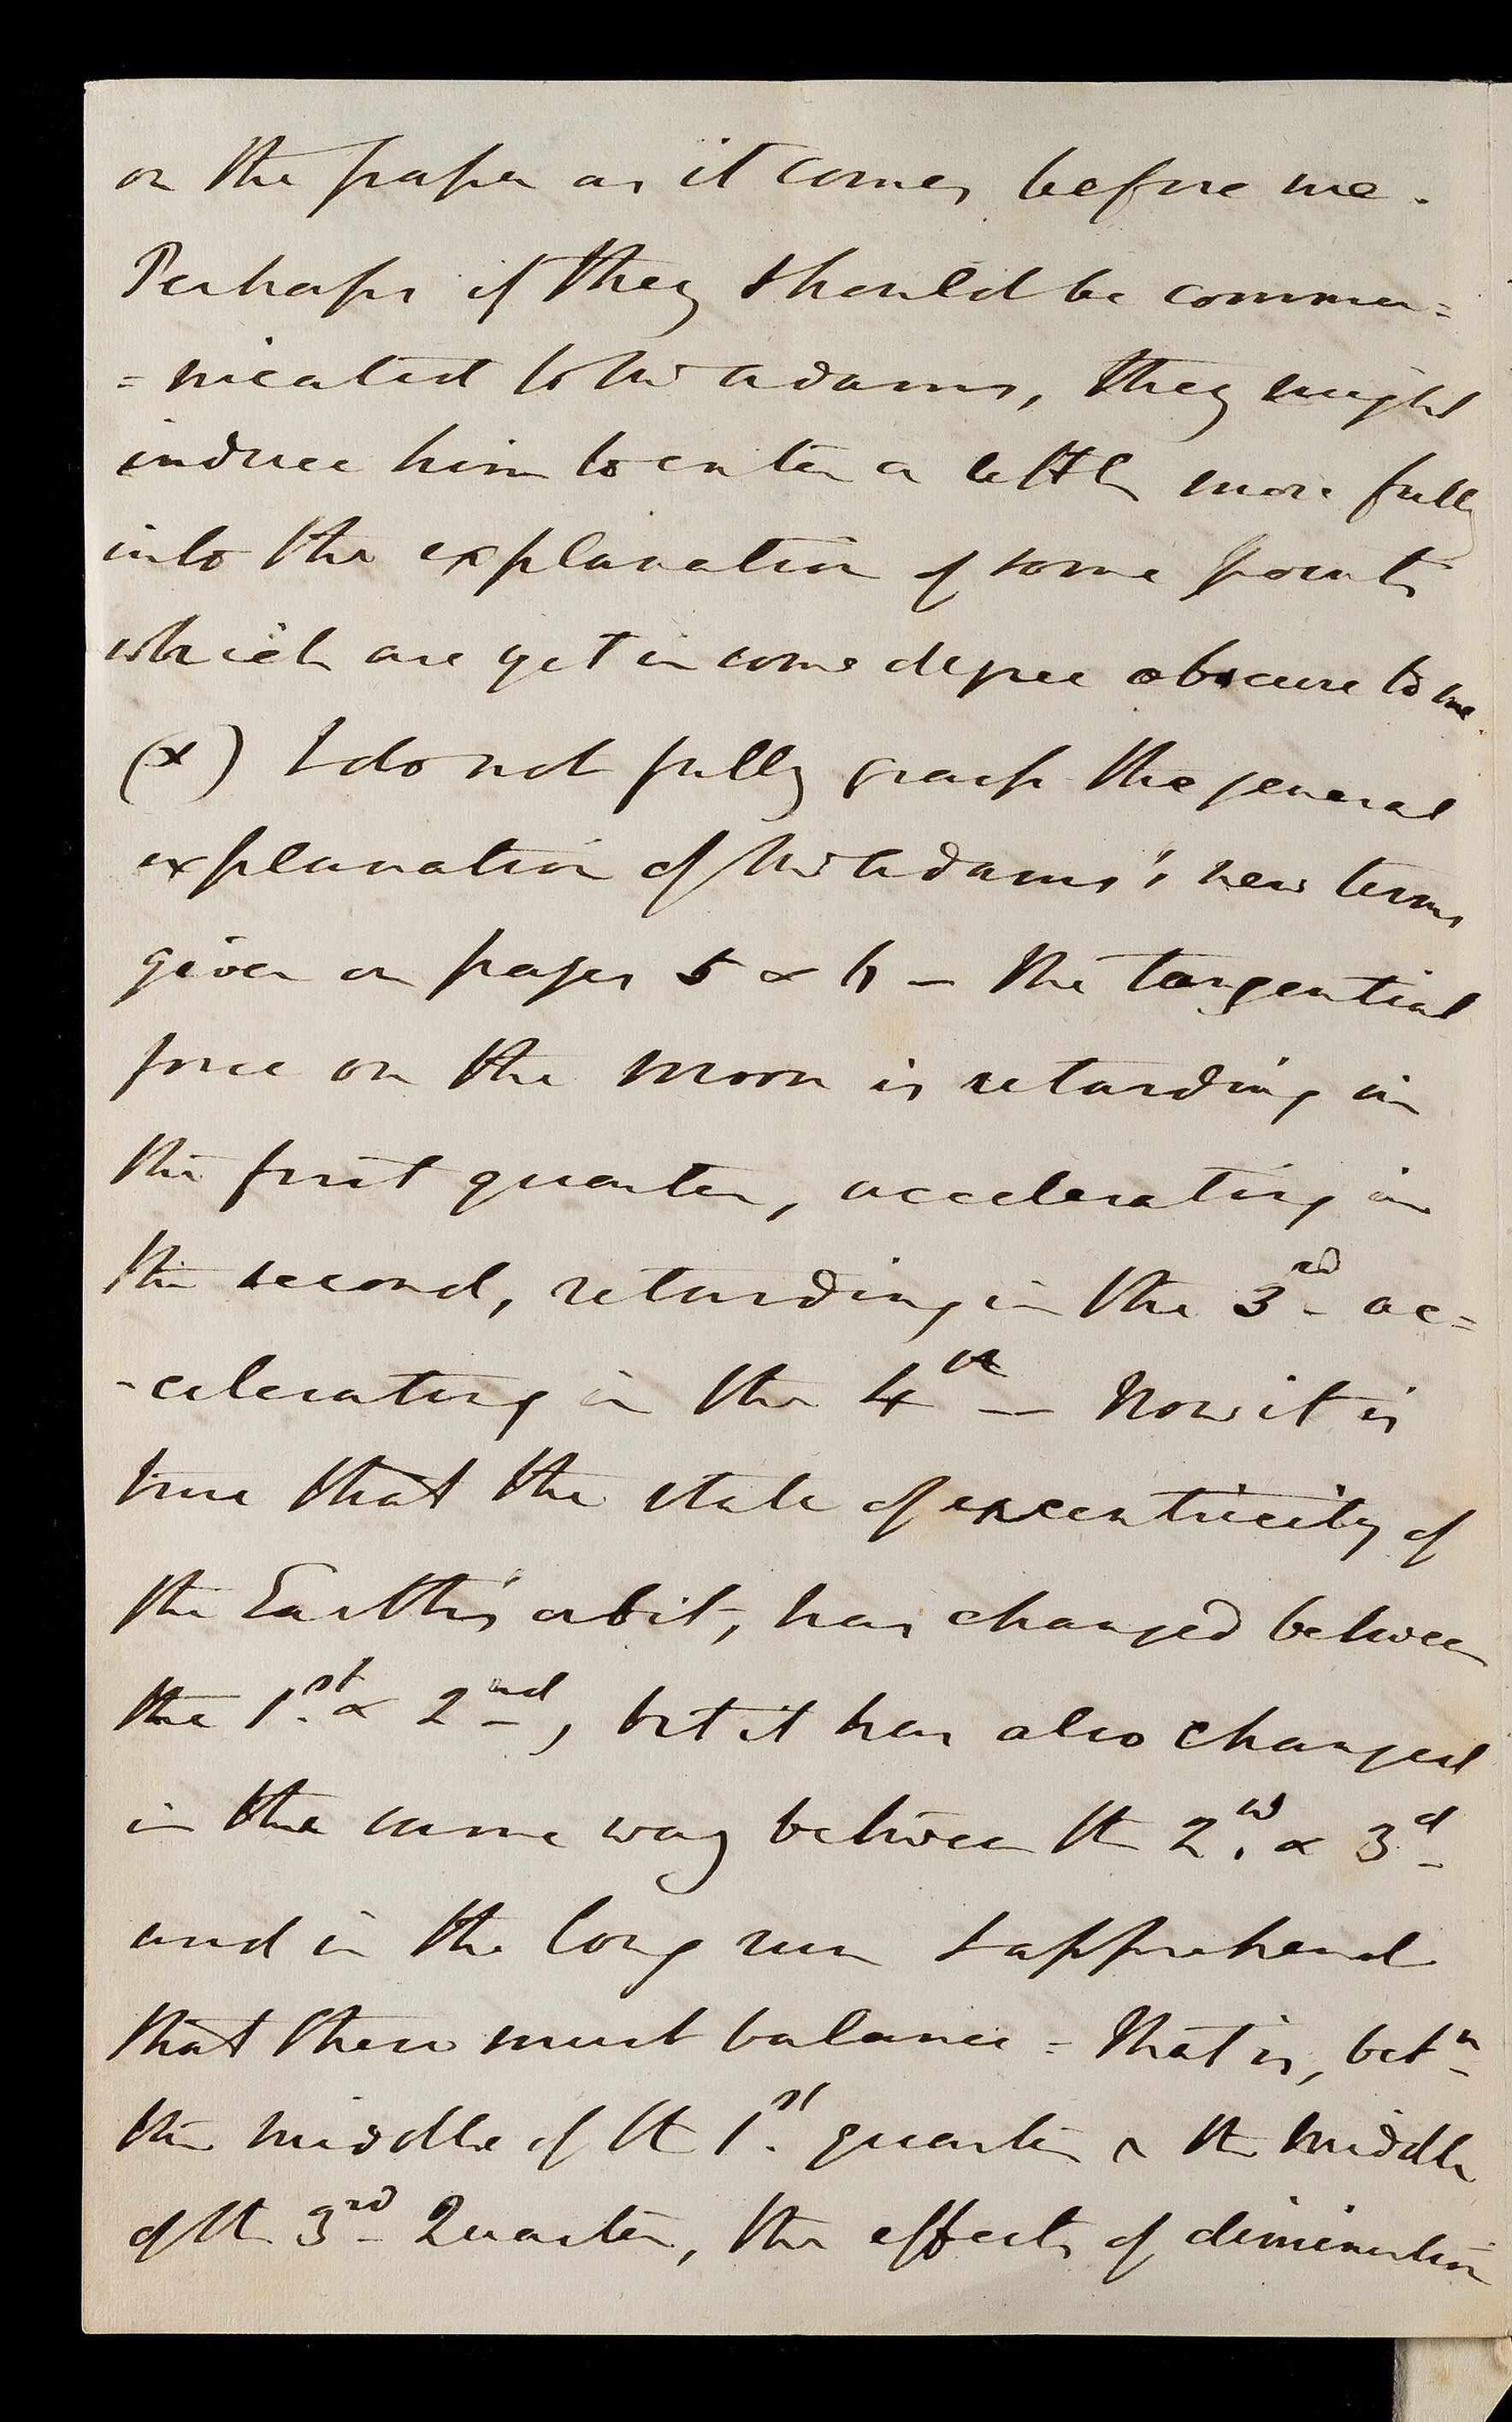 on the paper as it comes before me.
Perhaps if they should be commu=
=nicated to Mr Adams, they might
induce him to enter a little more fully
into the explanation of some points
which are yet in some degree obscure to me.
(x) I do not fully grasp the general
explanation of Mr Adams's new terms
given on pages 5 & 6 – The tangential
force on the Moon is retarding in
the first quarter, accelerating in
the second, retarding in the 3rd ac=
-celerating in the 4th — Now it is
true that the state of excentricity of
the Earth's orbit, has changed between
the 1st & 2nd, but it has also changed
in the same way between the 2nd & 3d
and in the long run I apprehend
that these must balance = That is, betn
the middle of the 1st quarter & the middle
of the 3rd Quarter, the effects of diminution